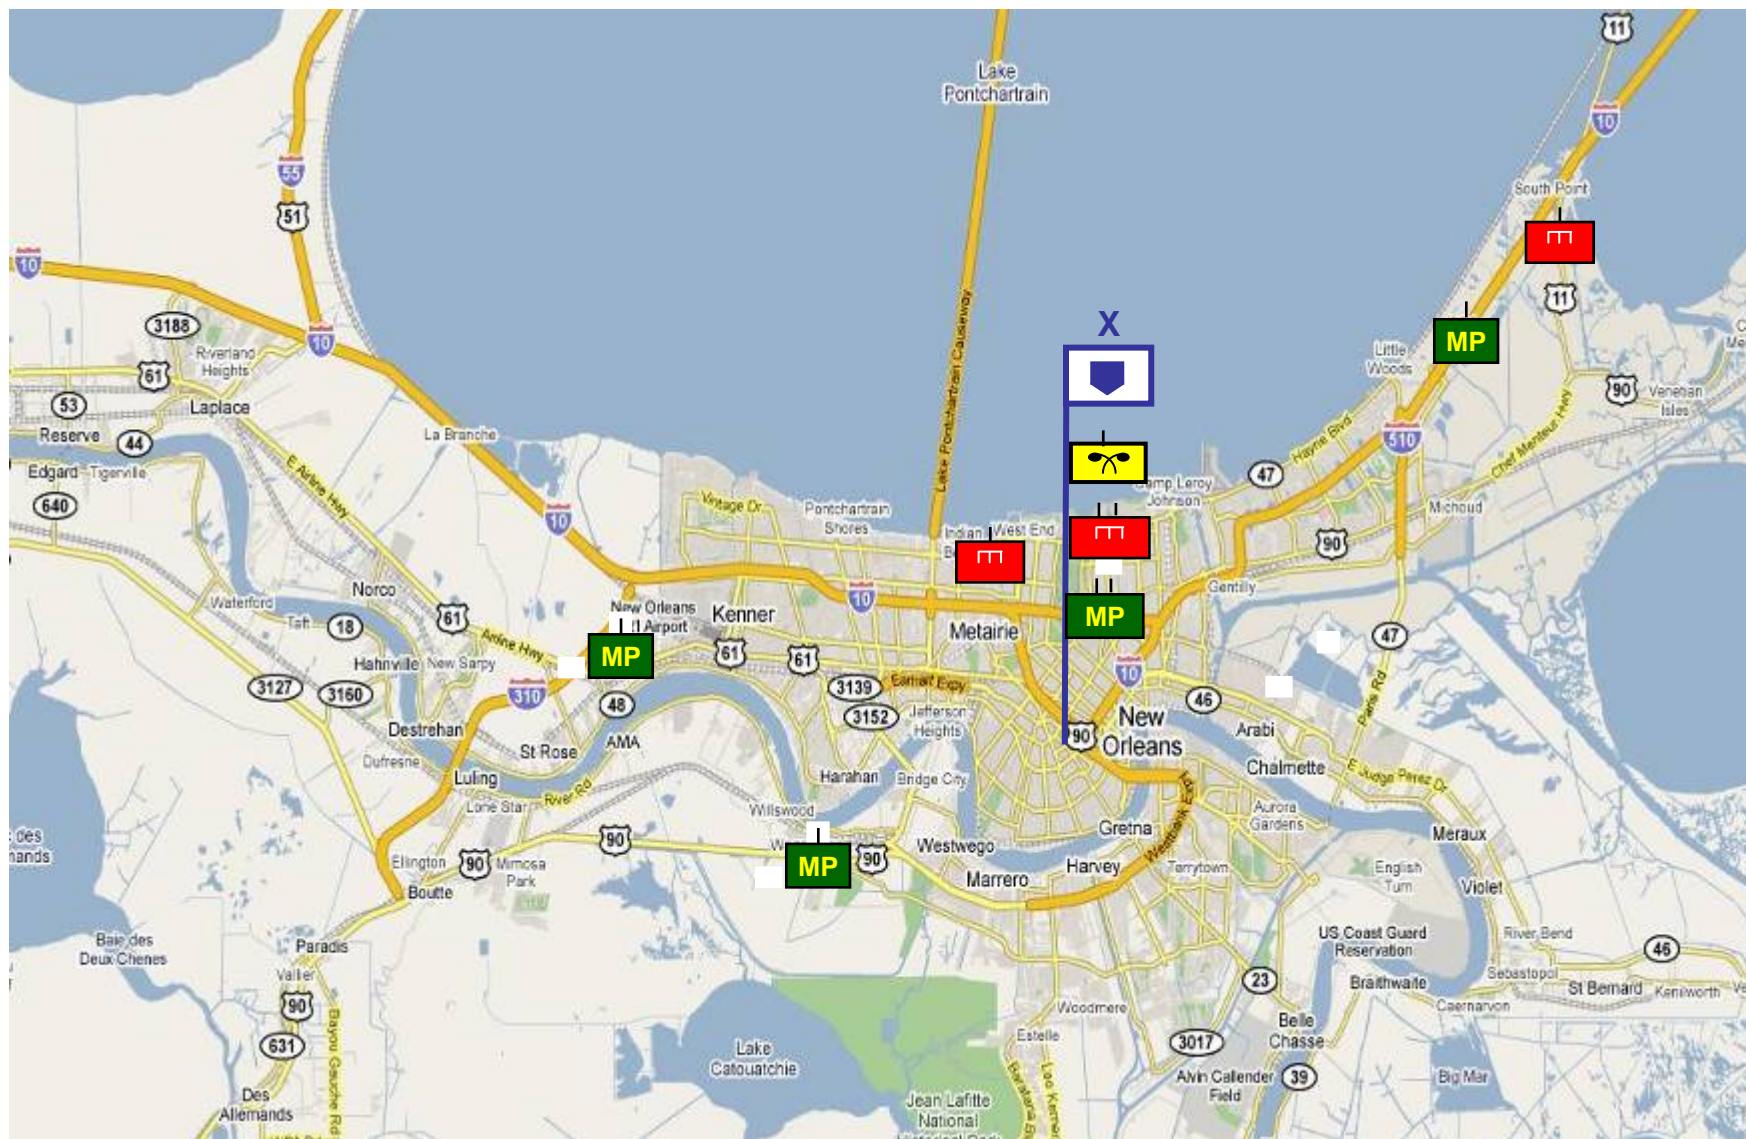 11
Lake
Pontchartrain
10
55
51
South Point
10
11
3188
10
X
Riverland
Heights
61
MP
Little
Woods
90
Venetian
Isles
53
Laplace
Lake Pontchartrain Causeway
Reserve
44
La Branche
Hayne Blvd
510
Chef Menteur Hwy
Edgard
Tigerville
E Airline Hwy
47
Johnson
640
10
Vintage Dr
Pontchartrain
Shores
Indian
West End
Michoud
90
Norco
Waterford
10
Gentilly
Taft
18
61
New Orleans
Airport
Kenner
Metairie
MP
47
Hahnville
New Sarpy
Airline Hwy
MP
61
61
3127
3160
310
48
3139
Earhart Expy
10
46
Paris Rd
3152
Jefferson
Heights
New
Orleans
90
Arabi
Destrehan
St Rose
AMA
Dufresne
Luling
Harahan
Bridge City
Chalmette
E Judge Perez Dr
Lone Star
River Rd
Willswood
Westbank Expy
Aurora
Gardens
90
Gretna
Meraux
Westwego
Ellington
90
Mimosa
Park
MP
90
Harvey
Terrytown
English
Turn
Boutte
Marrero
Violet
Baie des
Deux Chenes
Paradis
US Coast Guard
Reservation
River Bend
46
Vallier
Sebastopol
90
23
Braithwaite
St Bernard
Kenilworth
Woodmere
Caernarvon
Bayou Gauche Rd
Estelle
Belle
Chasse
631
Lake
Catouatchie
3017
Des
Allemands
Alvin Callender
Field
39
Big Mar
Jean Lafitte
National